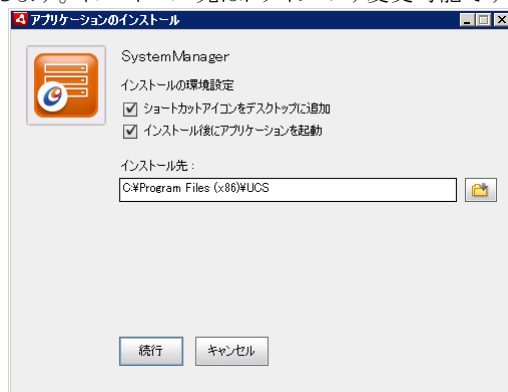 アプリケーションのインストール
SystemManager
インストールの環境設定
ショートカットアイコンをデスクトップに追加
インストール後にアプリケーションを起動
インストール先：
C:¥Program Files (x86)¥UCS
続行
キャンセル